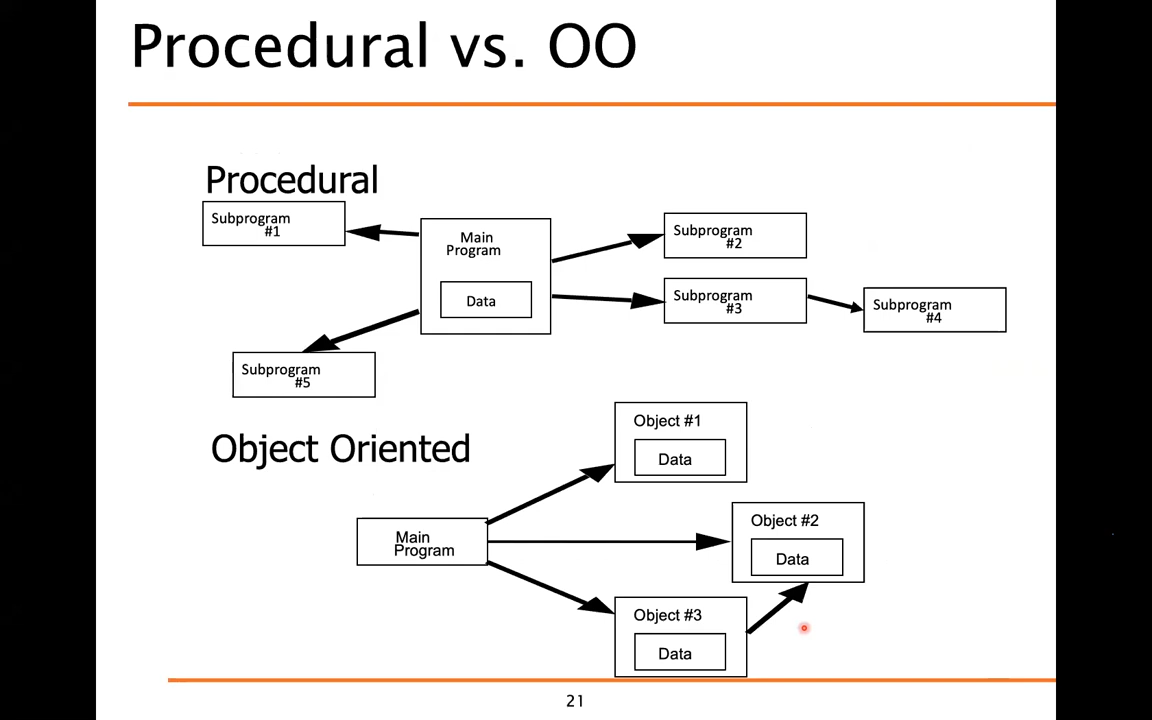 Procedural vs. OO
Procedural
Subprogram
#1
Main
Program
Data
Subprogram
#2
Subprogram
#3
Subprogram
#4
Subprogram
#5
Object Oriented
Main
Program
Object #1
Data
Object #2
Data
Object #3
Data
21